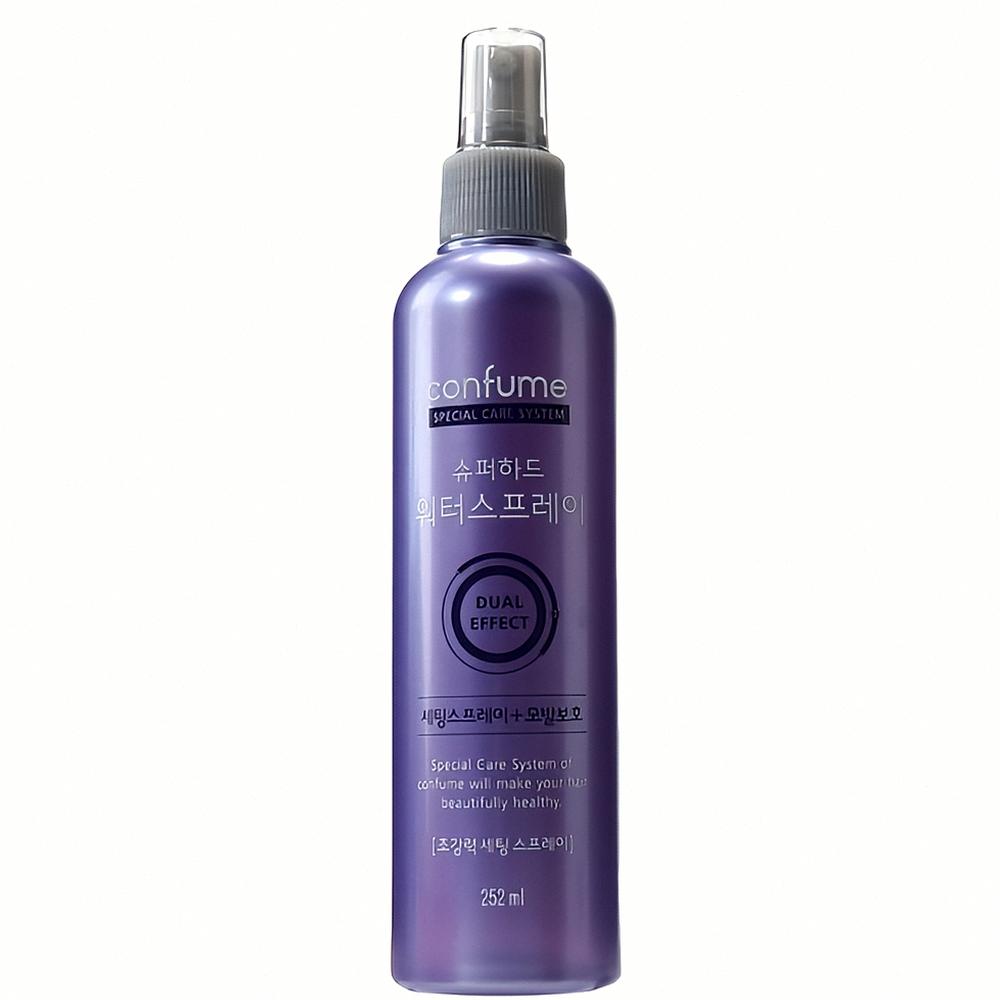 confume
SPECIAL CARE SYSTEM
슈퍼하드
워터스프레이
DUAL
EFFECT
세팅스프레이+모발보호
Special Care System of
confume will make your hair
beautifully healthy.
[초강력 세팅 스프레이]
252 ml